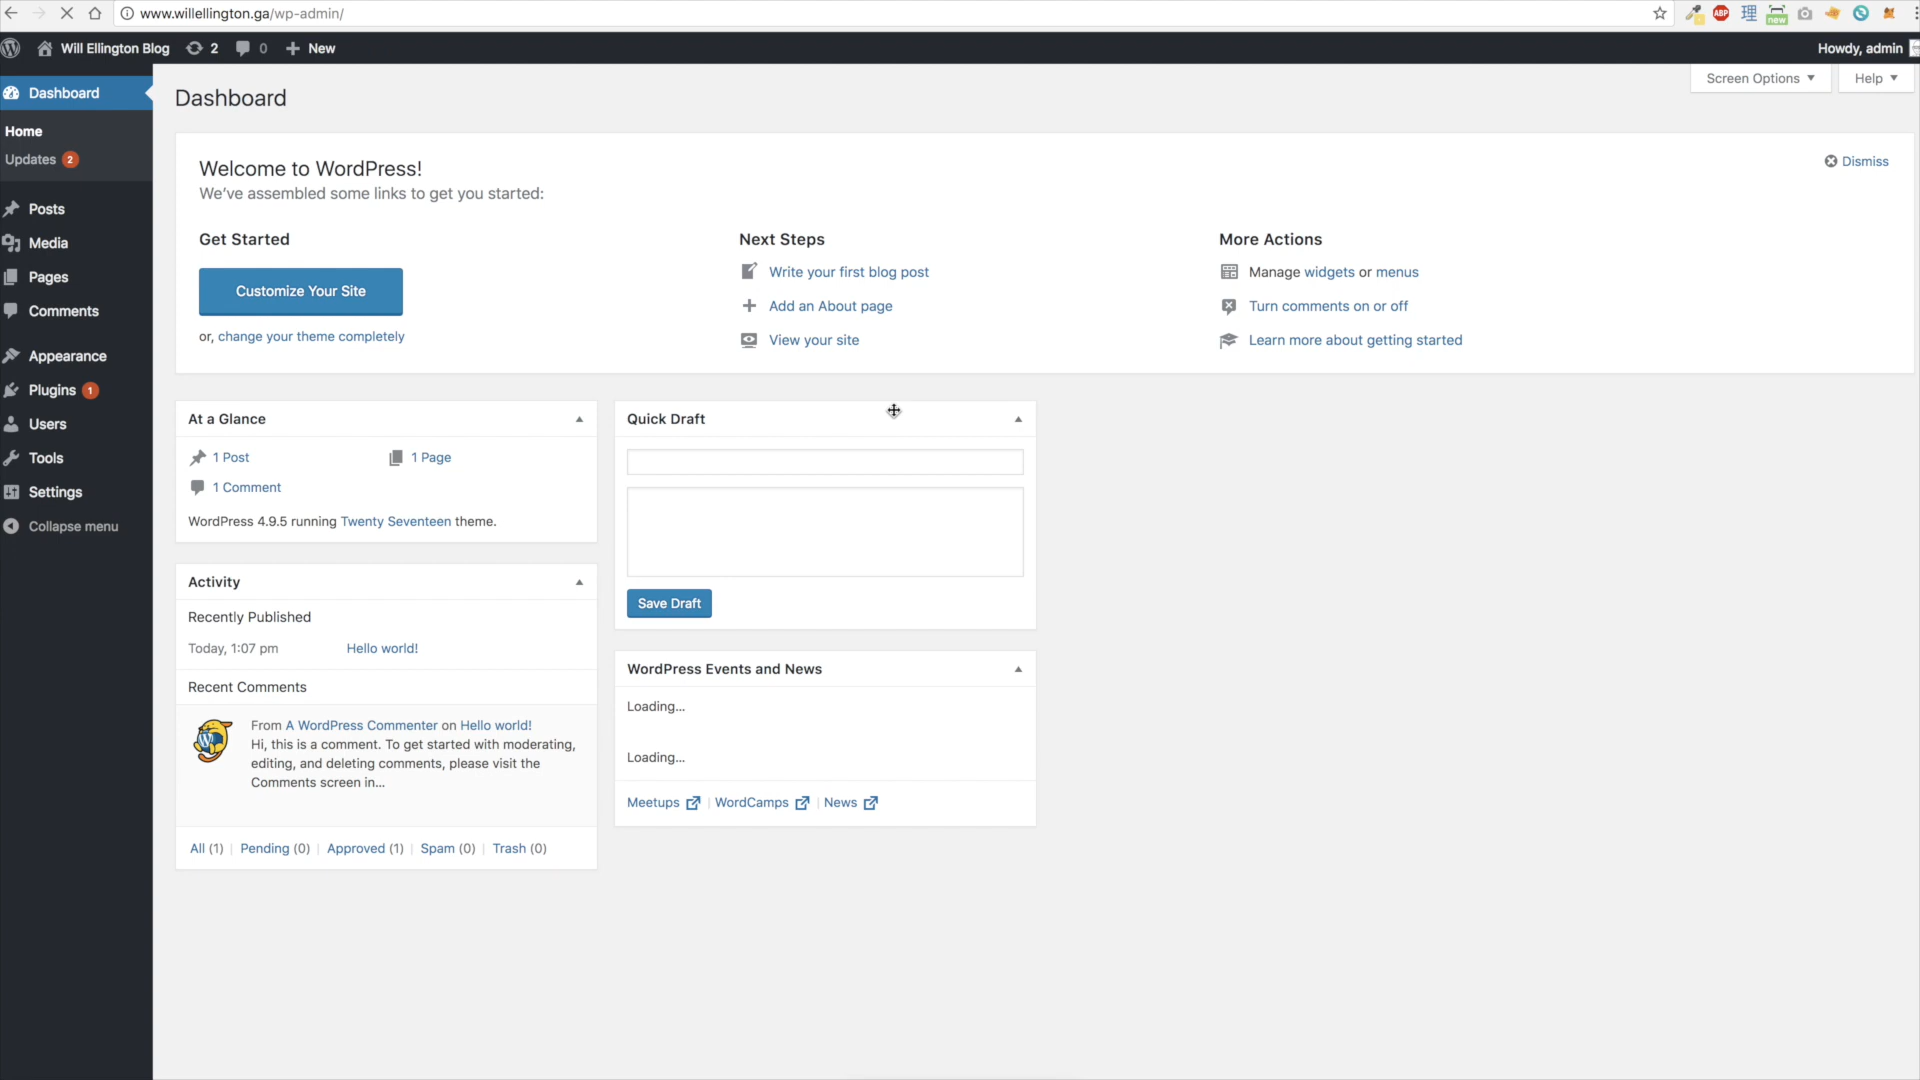 www.willellington.ga/wp-admin/
ABP
理
new
Will Ellington Blog 2 0 New
Howdy, admin
Dashboard
Home
Updates 2
Posts
Media
Pages
Comments
Appearance
Plugins 1
Users
Tools
Settings
Collapse menu
Screen Options
Help
Dashboard
Welcome to WordPress!
Dismiss
We've assembled some links to get you started:
Get Started
Customize Your Site
or, change your theme completely
Next Steps
Write your first blog post
Add an About page
View your site
More Actions
Manage widgets or menus
Turn comments on or off
Learn more about getting started
At a Glance
1 Post 1 Page
1 Comment
WordPress 4.9.5 running Twenty Seventeen theme.
Activity
Recently Published
Today, 1:07 pm Hello world!
Recent Comments
From A WordPress Commenter on Hello world!
Hi, this is a comment. To get started with moderating,
editing, and deleting comments, please visit the
Comments screen in...
All (1) | Pending (0) | Approved (1) | Spam (0) | Trash (0)
Quick Draft
Save Draft
WordPress Events and News
Loading...
Loading...
Meetups | WordCamps | News